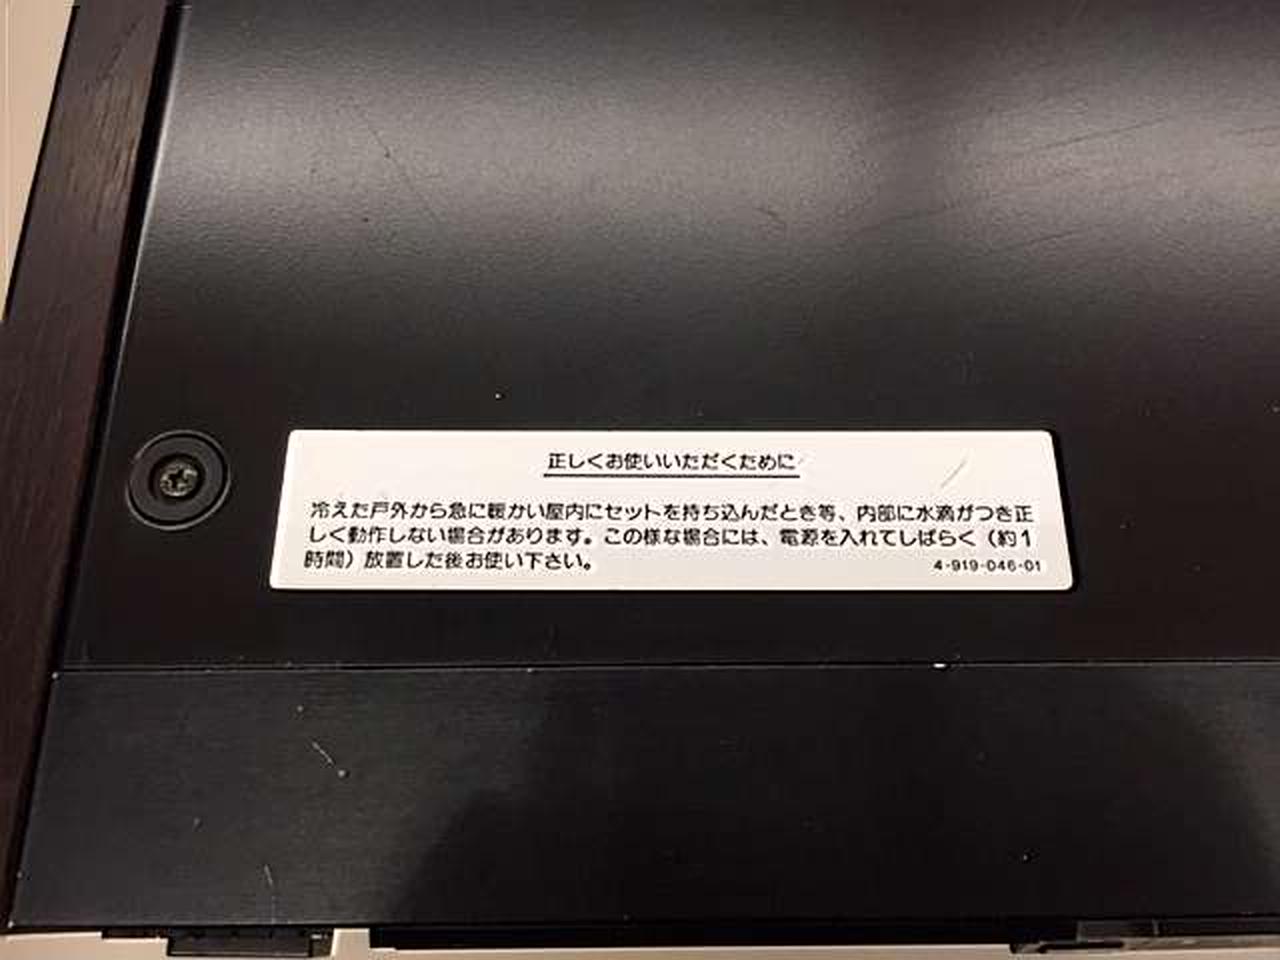 正しくお使いいただくために
冷えた戸外から急に暖かい屋内にセットを持ち込んだとき等、内部に水滴がつき正
しく動作しない場合があります。この様な場合には、電源を入れてしばらく（約1
時間）放置した後お使い下さい。
4-919-046-01